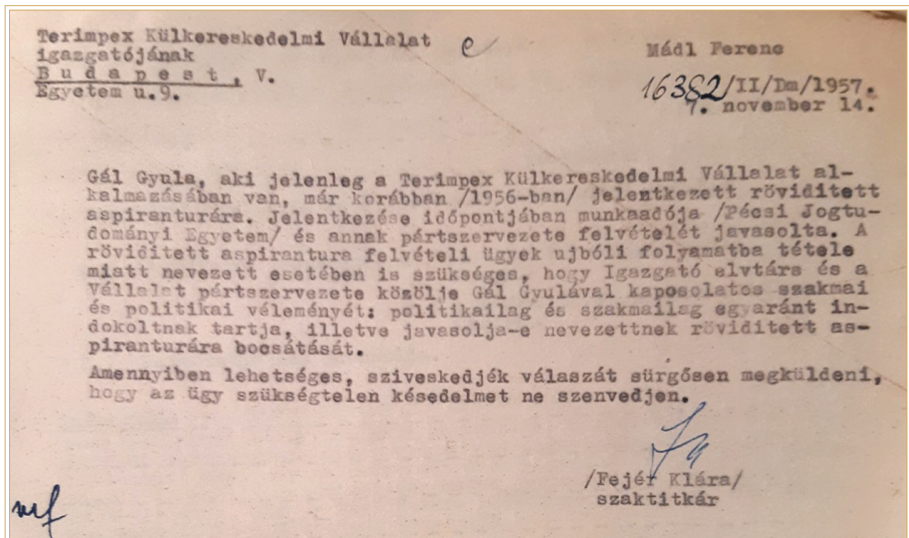 Terimpex Külkereskedelmi Vállalat
igazgatójának
Budapest, V.
Egyetem u.9.
e
Mádl Ferenc
16382/II/Dm/1957.
7. november 14.
Gál Gyula, aki jelenleg a Terimpex Külkereskedelmi Vállalat al-
kalmazásában van, már korábban /1956-ban/ jelentkezett röviditett
aspiranturára. Jelentkezése időpontjában munkaadója /Pécsi Jogtu-
dományi Egyetem/ és annak pártszervezete felvételét javasolta. A
röviditett aspirantura felvételi ügyek ujbóli folyamatba tétele
miatt nevezett esetében is szükséges, hogy Igazgató elvtárs és a
Vállalat pártszervezete közölje Gál Gyulával kapcsolatos szakmai
és politikai véleményét: politikailag és szakmailag egyaránt in-
dokoltnak tartja, illetve javasolja-e nevezettnek röviditett as-
piranturára bocsátását.
Amennyiben lehetséges, sziveskedjék válaszát sürgősen megküldeni,
hogy az ügy szükségtelen késedelmet ne szenvedjen.
/Fejér Klára/
szaktitkár